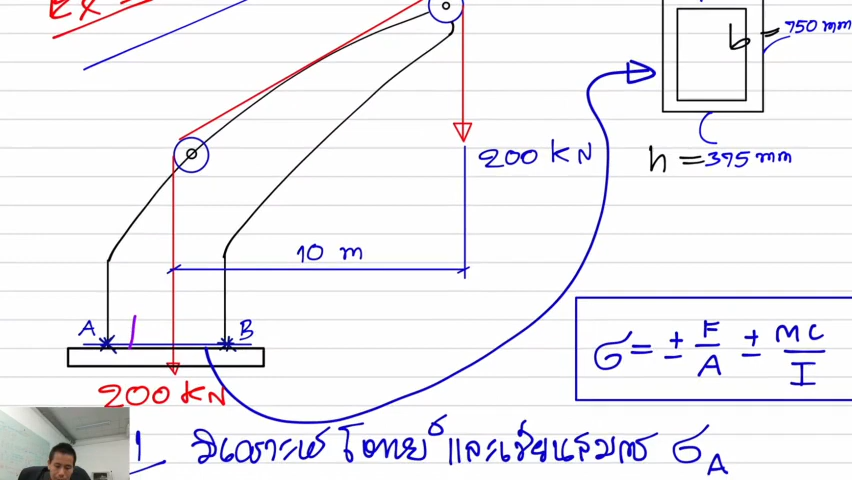 Ex
b = 750 mm
200 KN
h = 375 mm
10 m
A
B
σ = ± F/A ± MC/I
200 KN
1. วิเคราะห์โจทย์ และเขียนสมการ σA